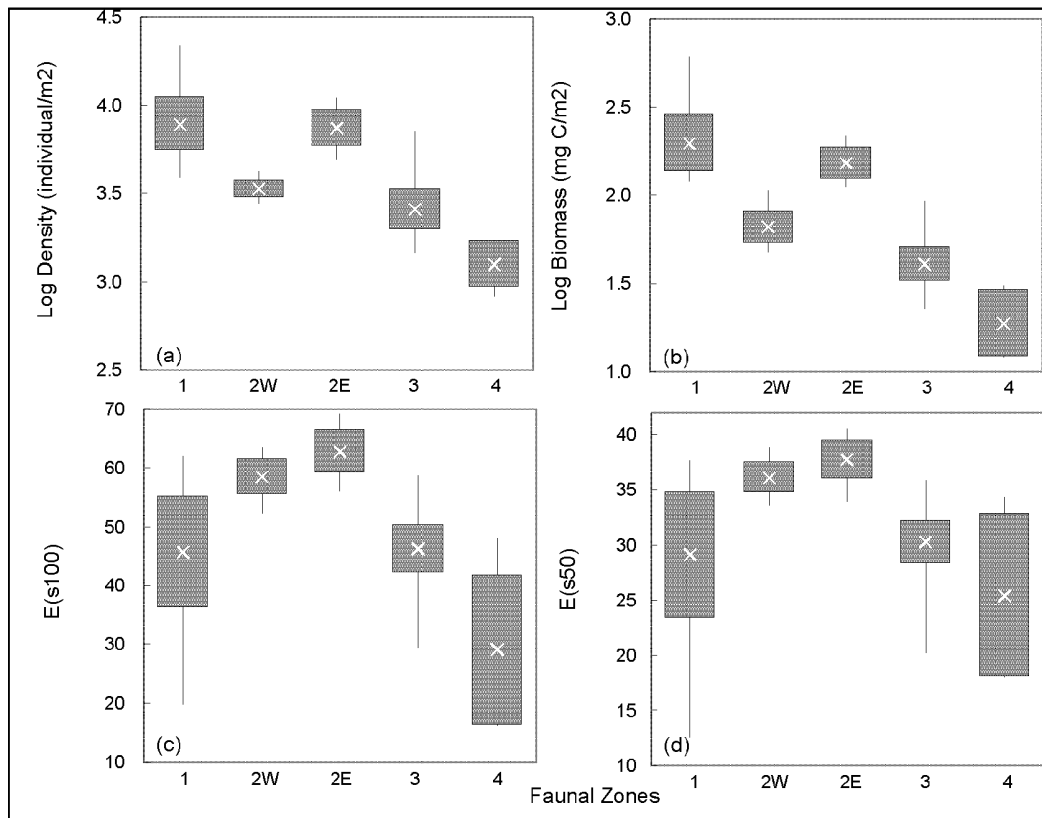 Log Density (individual/m2)
4.5
4.0
3.5
3.0
2.5
(a)
1 2W 2E 3 4
Log Biomass (mg C/m2)
3.0
2.5
2.0
1.5
1.0
(b)
1 2W 2E 3 4
E(s100)
70
60
50
40
30
20
10
(c)
1 2W 2E 3 4
E(s50)
40
35
30
25
20
15
10
(d)
1 2W 2E 3 4
Faunal Zones